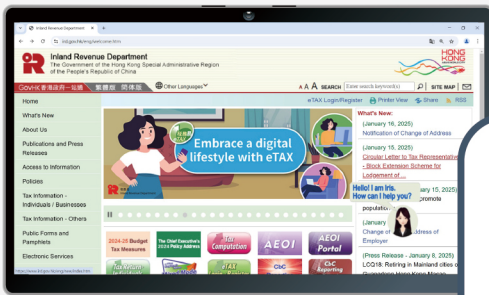 Inland Revenue Department
ird.gov.hk/eng/welcome.htm
Inland Revenue Department
The Government of the Hong Kong Special Administrative Region
of the People's Republic of China
HONG
KONG
GovHK 香港政府一站通
繁體版 简体版
Other Languages
A A A SEARCH Enter search keyword(s) SITE MAP
eTAX Login/Register Printer View Share RSS
Home
What's New
About Us
Publications and Press
Releases
Access to Information
Policies
Tax Information -
Individuals / Businesses
Tax Information - Others
Public Forms and
Pamphlets
Electronic Services
Embrace a digital
lifestyle with eTAX
What's New:
(January 16, 2025)
Notification of Change of Address
(January 15, 2025)
Circular Letter to Tax Representative
- Block Extension Scheme for
Lodgement of ...
Hello! I am Iris.
How can I help you?
uary 15, 2025)
promote
population
(January
Change of Address of
Employer
(Press Release - January 8, 2025)
LCQ18: Retiring in Mainland cities
2024-25 Budget
Tax Measures
The Chief Executive's
2024 Policy Address
Tax
Computation
AEOI
AEOI
Portal
Tax Return
eTAX
CbC
CbC
Reporting